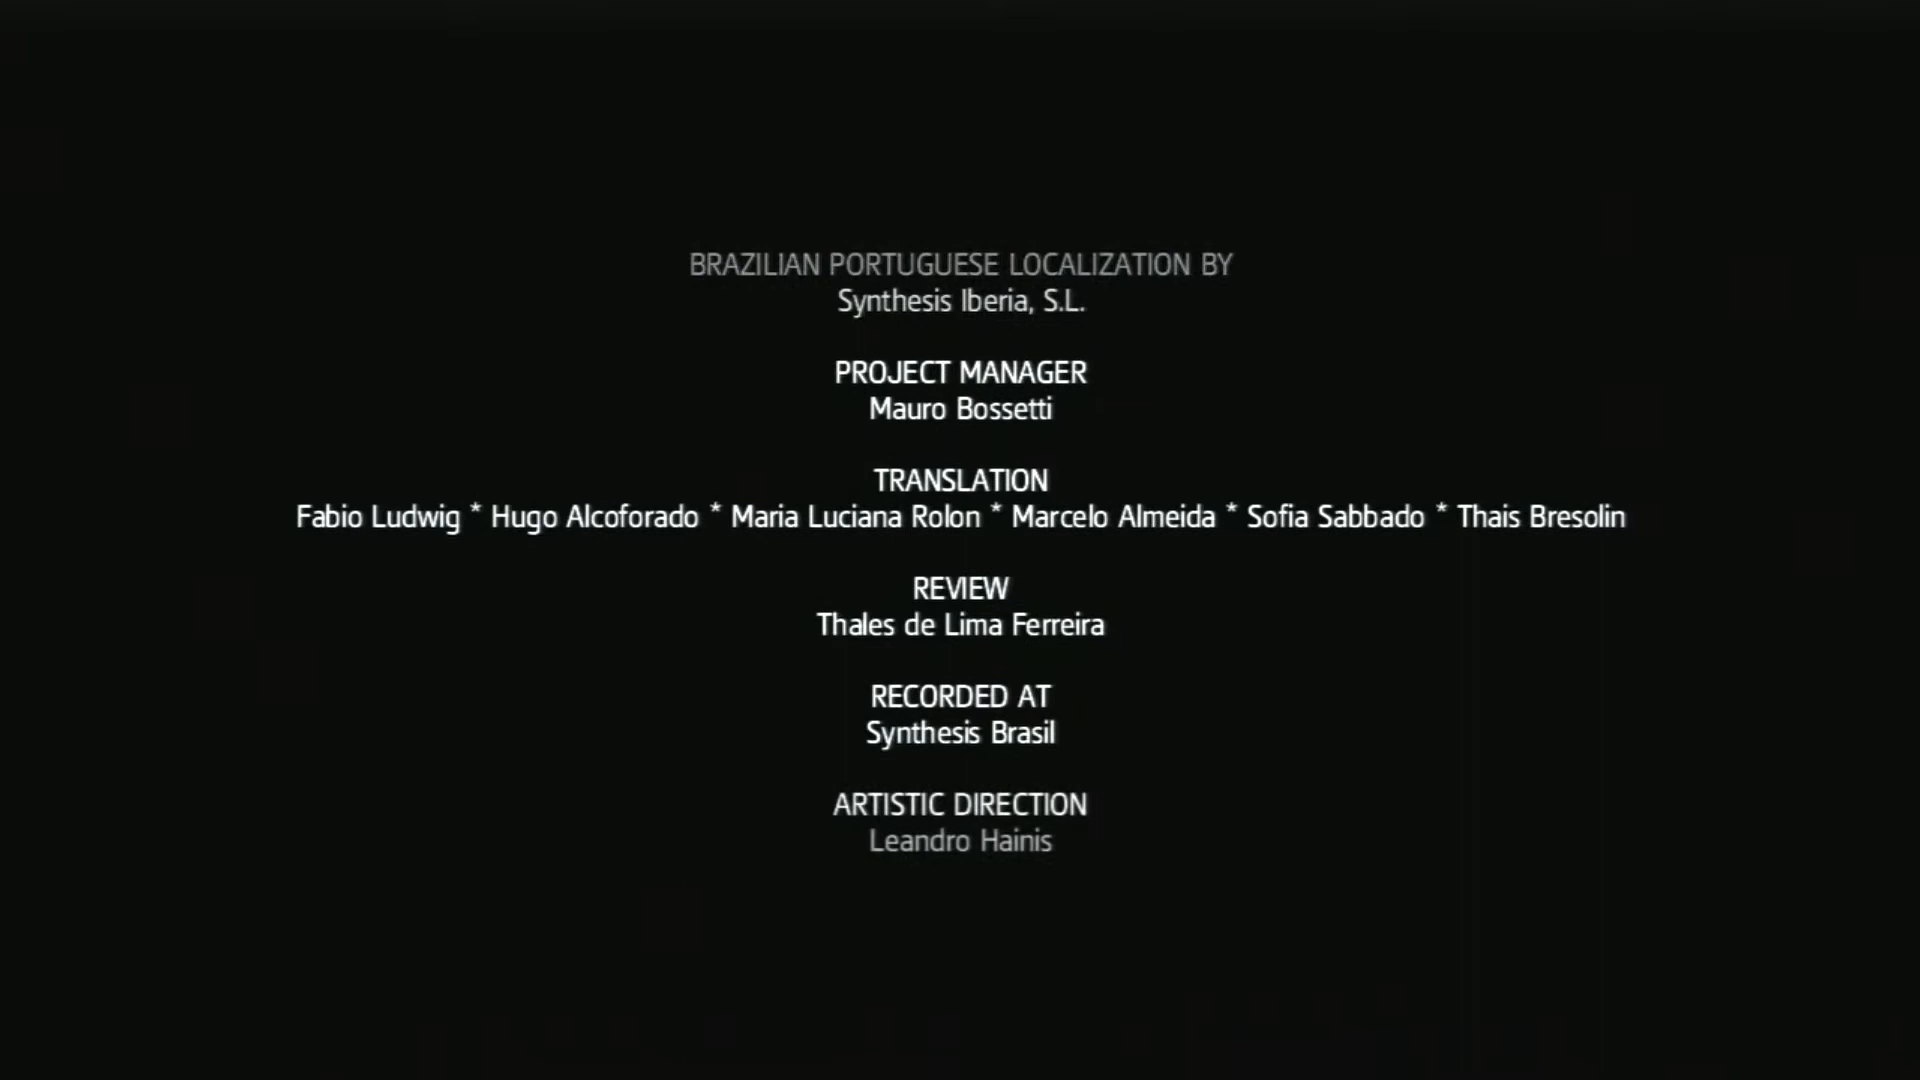 BRAZILIAN PORTUGUESE LOCALIZATION BY
Synthesis Iberia, S.L.
PROJECT MANAGER
Mauro Bossetti
TRANSLATION
Fabio Ludwig * Hugo Alcoforado * Maria Luciana Rolon * Marcelo Almeida * Sofia Sabbado * Thais Bresolin
REVIEW
Thales de Lima Ferreira
RECORDED AT
Synthesis Brasil
ARTISTIC DIRECTION
Leandro Hainis